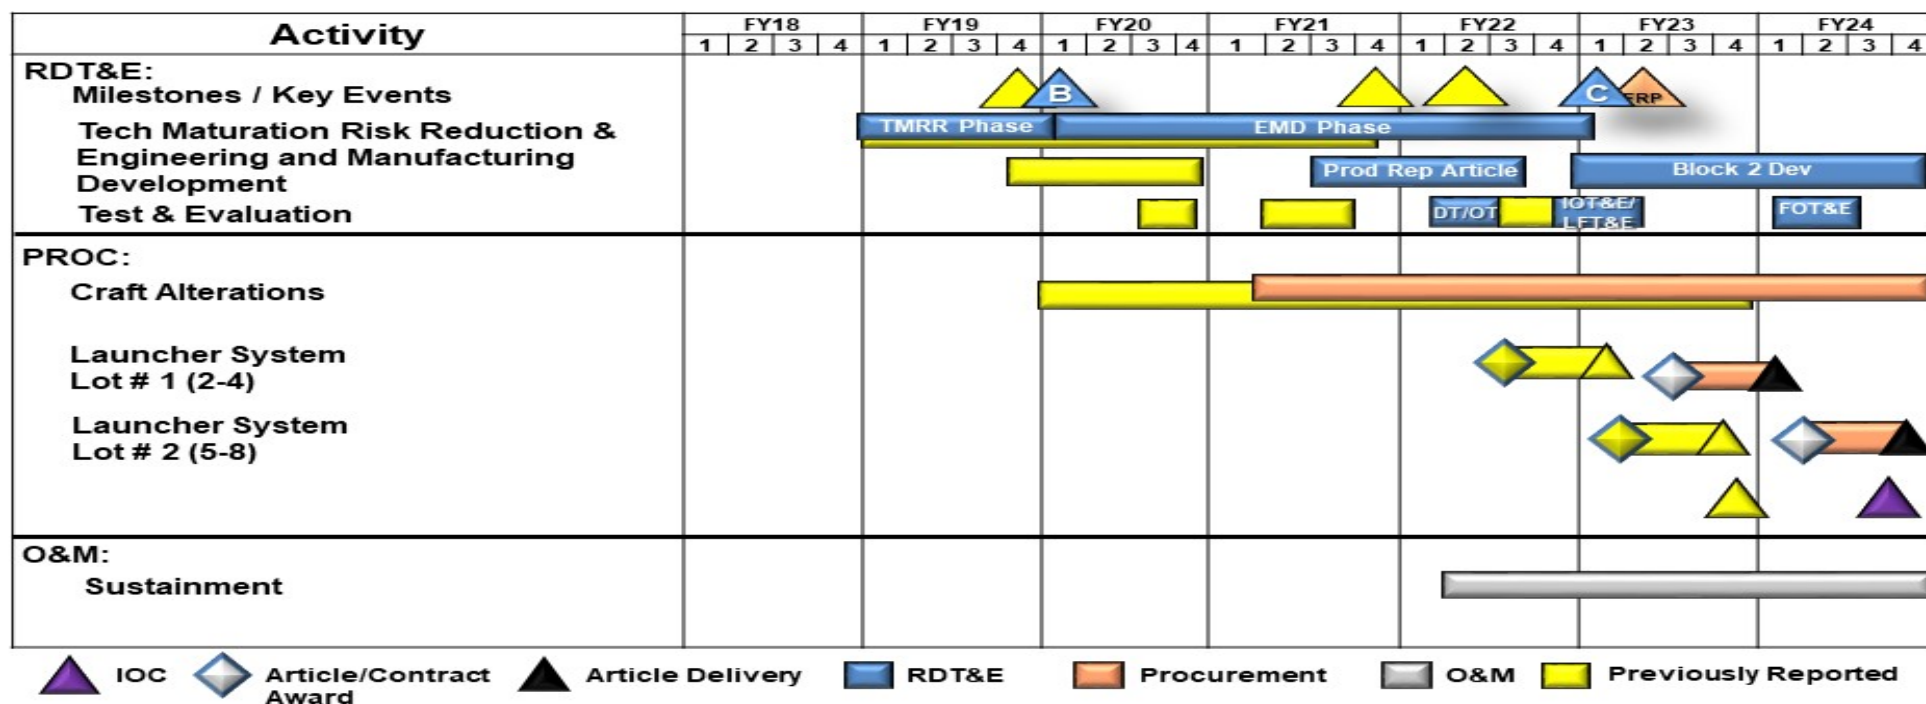 Activity FY18 FY19 FY20 FY21 FY22 FY23 FY24
1 2 3 4 1 2 3 4 1 2 3 4 1 2 3 4 1 2 3 4 1 2 3 4 1 2 3 4
RDT&E:
Milestones / Key Events B C FRP
Tech Maturation Risk Reduction & TMRR Phase EMD Phase
Engineering and Manufacturing Prod Rep Article Block 2 Dev
Development
Test & Evaluation DT/OT IOT&E/ FOT&E
LFT&E
PROC:
Craft Alterations
Launcher System
Lot # 1 (2-4)
Launcher System
Lot # 2 (5-8)
O&M:
Sustainment
IOC Article/Contract Article Delivery RDT&E Procurement O&M Previously Reported
Award